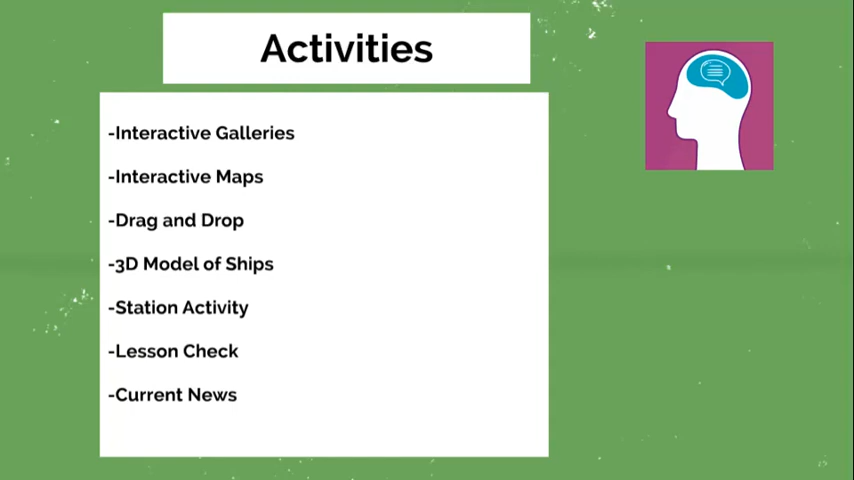 Activities
-Interactive Galleries
-Interactive Maps
-Drag and Drop
-3D Model of Ships
-Station Activity
-Lesson Check
-Current News